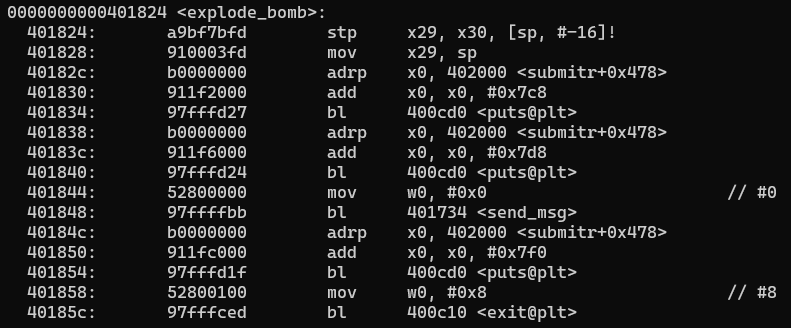 0000000000401824 <explode_bomb>:
401824: a9bf7bfd stp x29, x30, [sp, #-16]!
401828: 910003fd mov x29, sp
40182c: b0000000 adrp x0, 402000 <submitr+0x478>
401830: 911f2000 add x0, x0, #0x7c8
401834: 97fffd27 bl 400cd0 <puts@plt>
401838: b0000000 adrp x0, 402000 <submitr+0x478>
40183c: 911f6000 add x0, x0, #0x7d8
401840: 97fffd24 bl 400cd0 <puts@plt>
401844: 52800000 mov w0, #0x0 // #0
401848: 97ffffbb bl 401734 <send_msg>
40184c: b0000000 adrp x0, 402000 <submitr+0x478>
401850: 911fc000 add x0, x0, #0x7f0
401854: 97fffd1f bl 400cd0 <puts@plt>
401858: 52800100 mov w0, #0x8 // #8
40185c: 97fffced bl 400c10 <exit@plt>